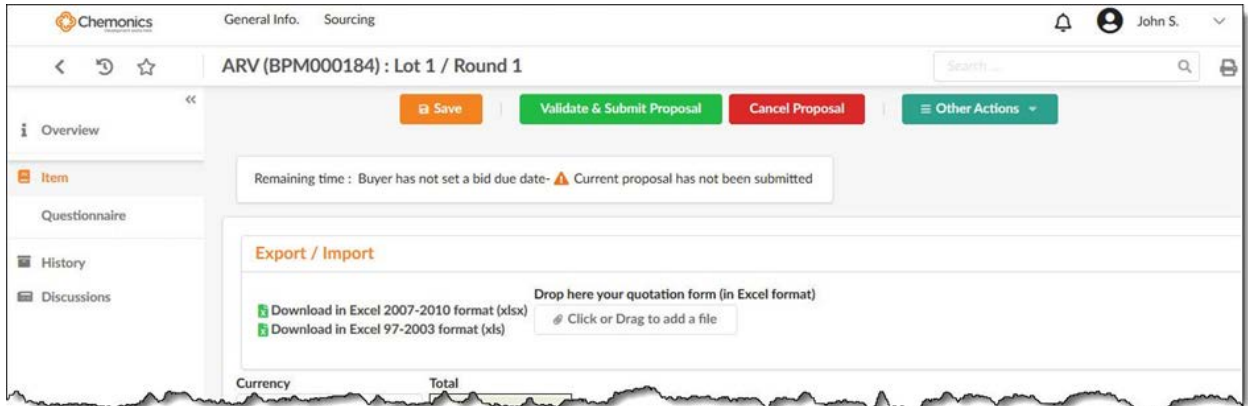 Chemonics
General Info. Sourcing
John S.
ARV (BPM000184) : Lot 1 / Round 1
Search ...
Save
Validate & Submit Proposal
Cancel Proposal
Other Actions
Overview
Item
Questionnaire
History
Discussions
Remaining time : Buyer has not set a bid due date- Current proposal has not been submitted
Export / Import
Download in Excel 2007-2010 format (xlsx)
Download in Excel 97-2003 format (xls)
Drop here your quotation form (in Excel format)
Click or Drag to add a file
Currency
Total